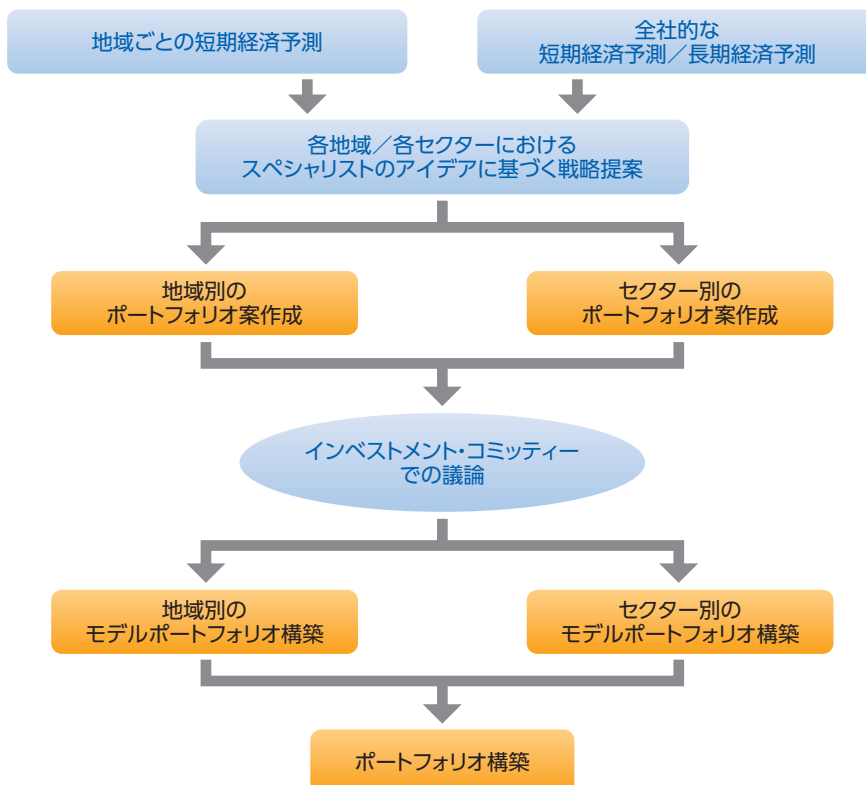 地域ごとの短期経済予測
全社的な
短期経済予測／長期経済予測
各地域／各セクターにおける
スペシャリストのアイデアに基づく戦略提案
地域別の
ポートフォリオ案作成
セクター別の
ポートフォリオ案作成
インベストメント・コミッティー
での議論
地域別の
モデルポートフォリオ構築
セクター別の
モデルポートフォリオ構築
ポートフォリオ構築